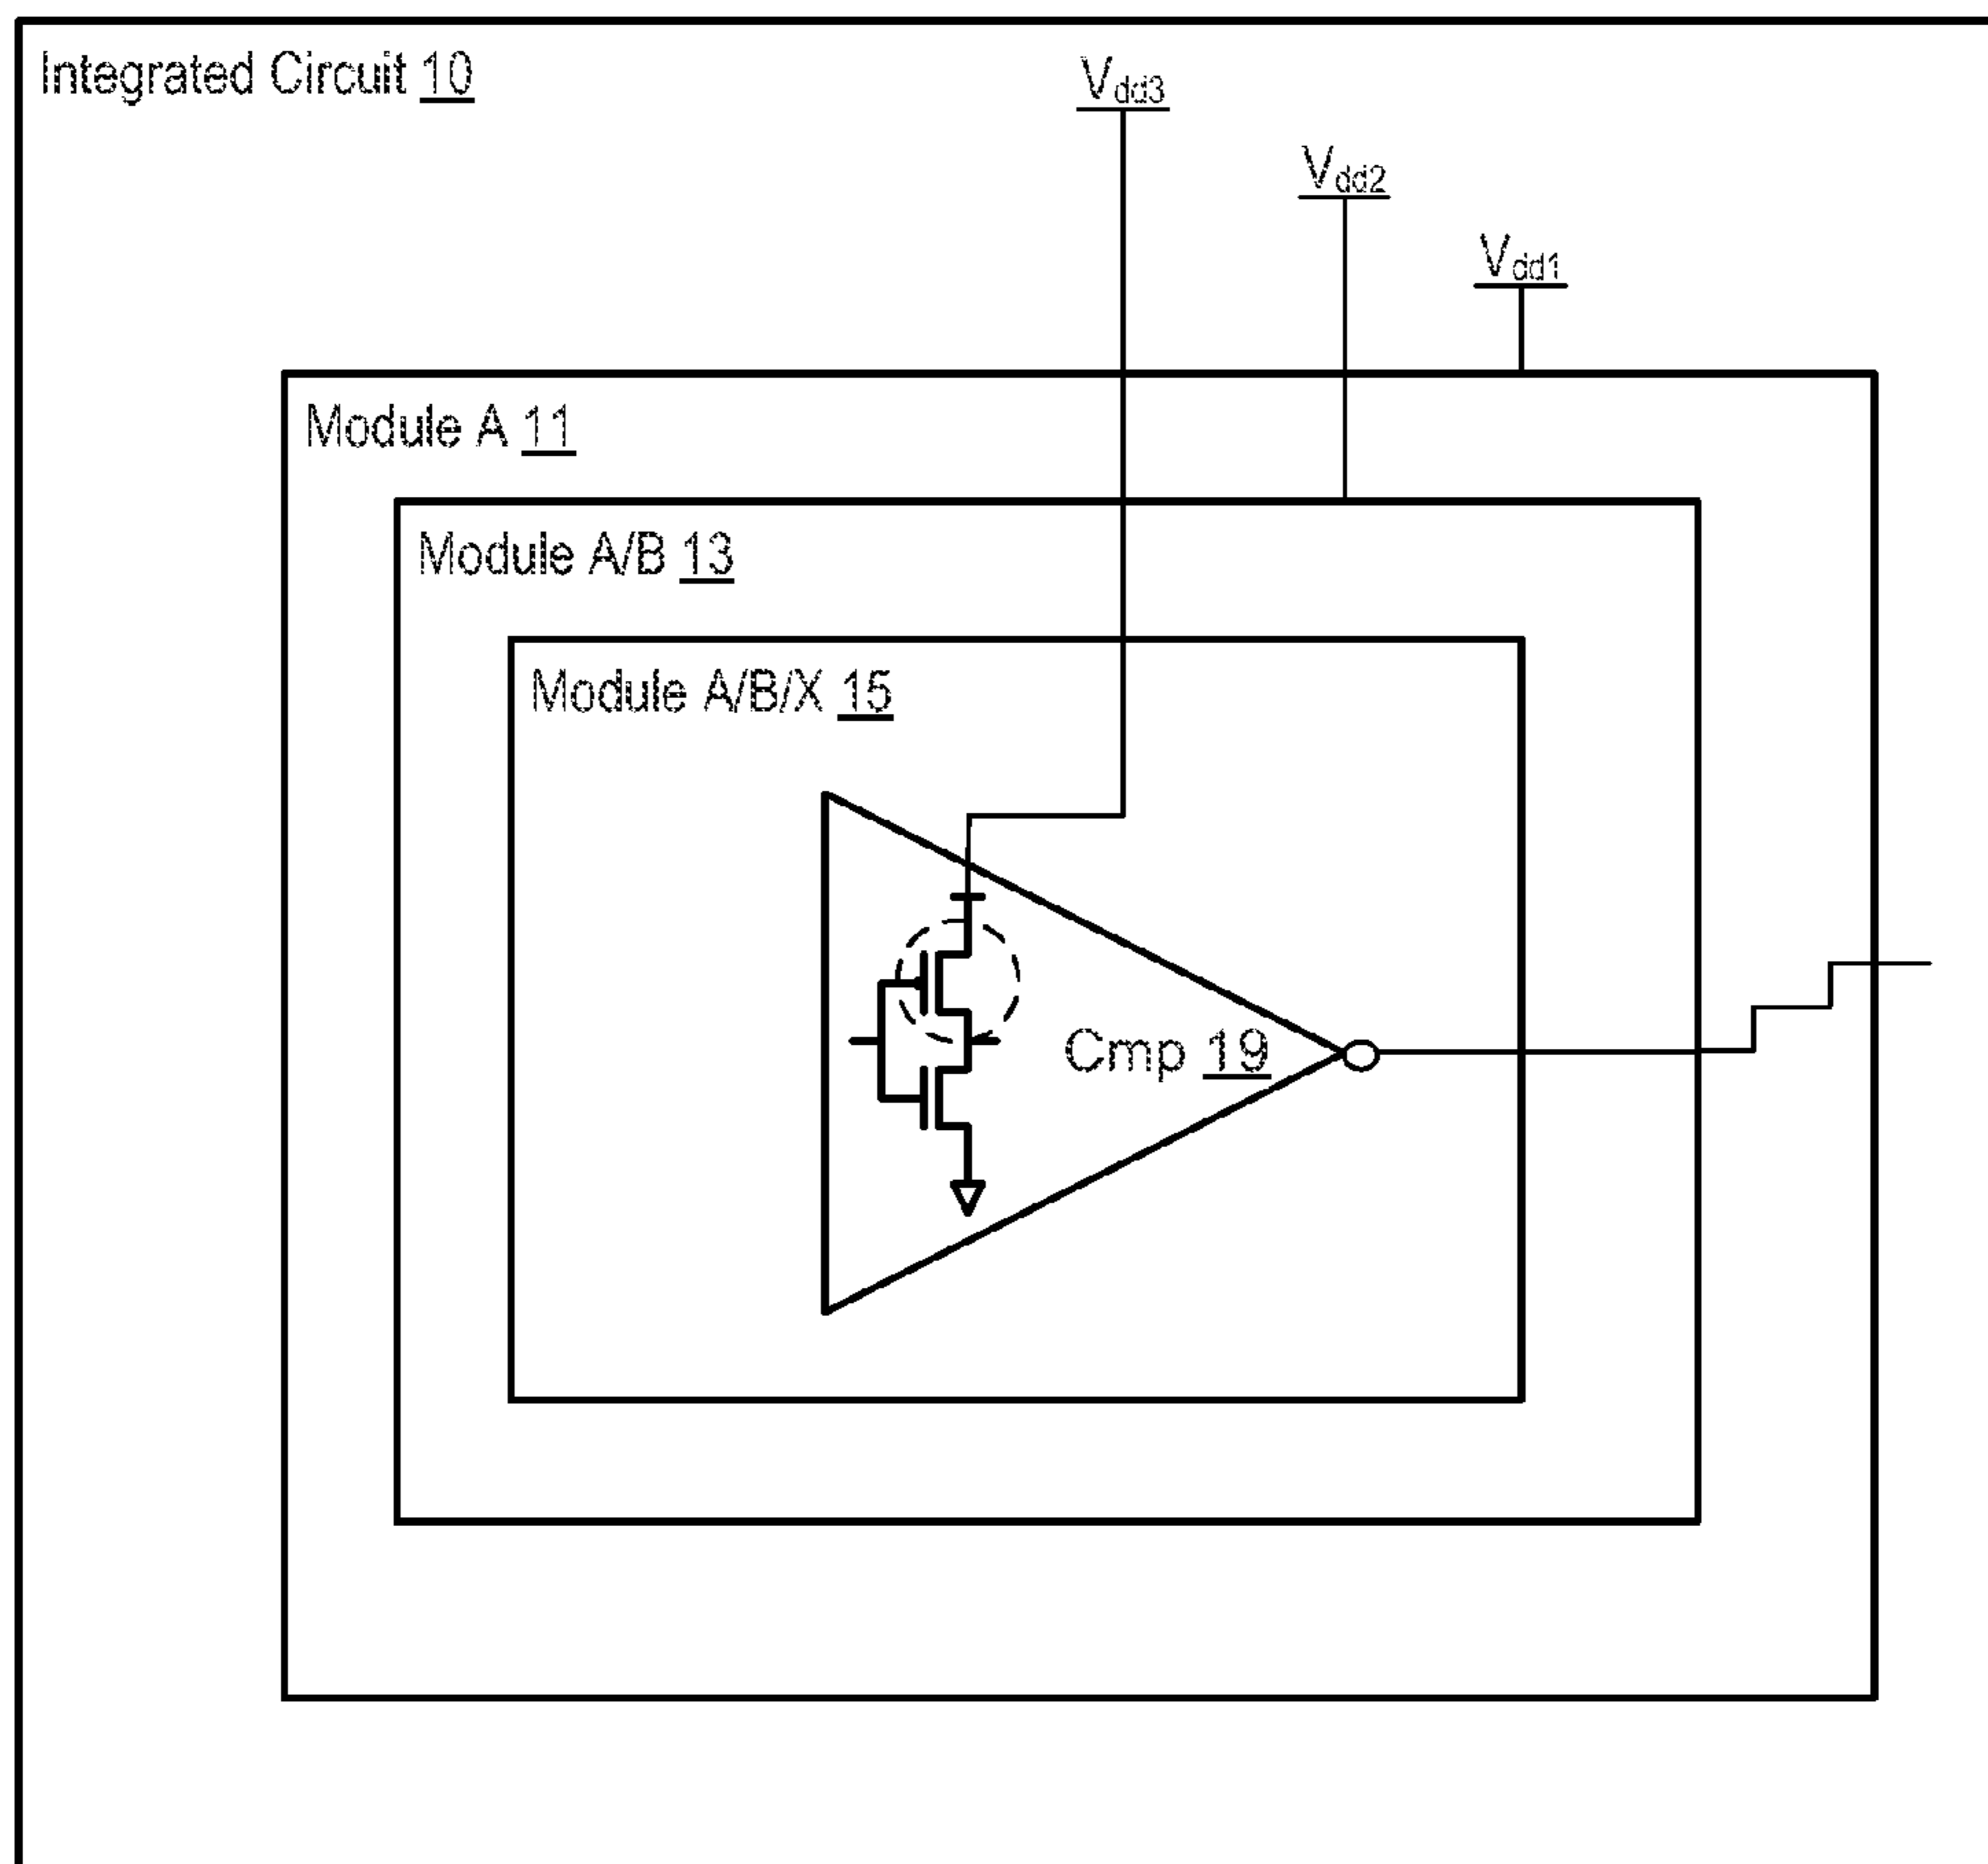 Integrated Circuit 10
Vdd3
Vdd2
Vdd1
Module A 11
Module A/B 13
Module A/B/X 15
Cmp 19